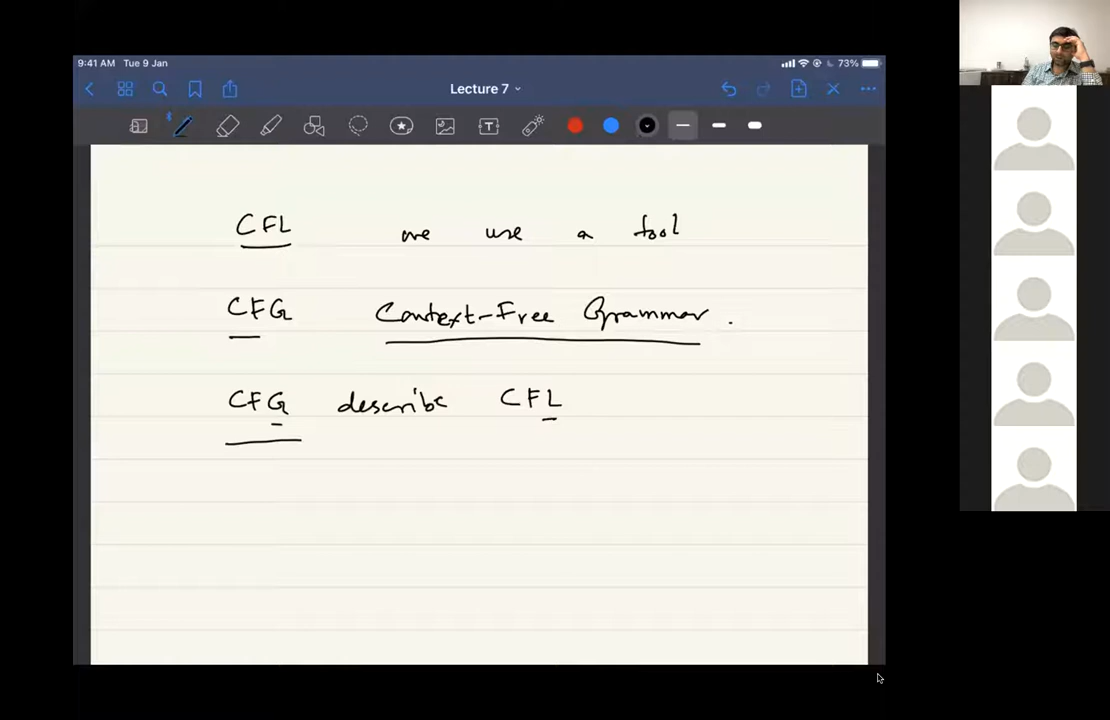 9:41 AM Tue 9 Jan 73%
Lecture 7
CFL we use a tool
CFG Context-Free Grammar.
CFG describe CFL